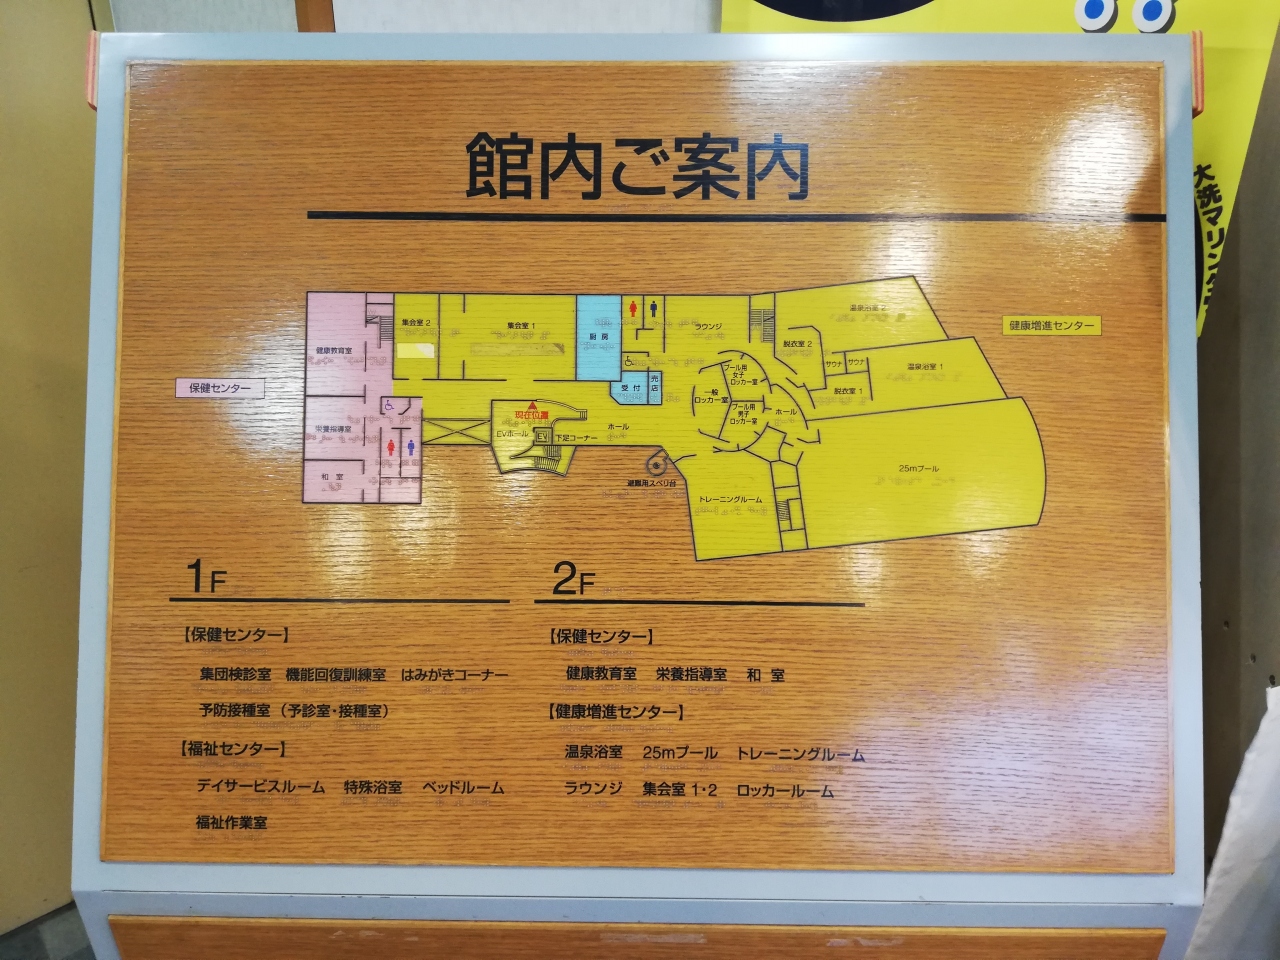 館内ご案内
大洗マリンタ
温泉浴室 2
集会室 2
集会室 1
厨 房
ラウンジ
健康増進センター
健康教育室
脱衣室 2
サウナ
サウナ
温泉浴室 1
プール用
女子
ロッカー室
保健センター
受 付
売店
一般
ロッカー室
脱衣室 1
現在位置
プール用
男子
ロッカー室
ホール
栄養指導室
EVホール
EV
下足コーナー
ホール
25mプール
和 室
避難用スベリ台
トレーニングルーム
1F
【保健センター】
集団検診室 機能回復訓練室 はみがきコーナー
予防接種室（予診室・接種室）
【福祉センター】
デイサービスルーム 特殊浴室 ベッドルーム
福祉作業室
2F
【保健センター】
健康教育室 栄養指導室 和 室
【健康増進センター】
温泉浴室 25mプール トレーニングルーム
ラウンジ 集会室 1・2 ロッカールーム